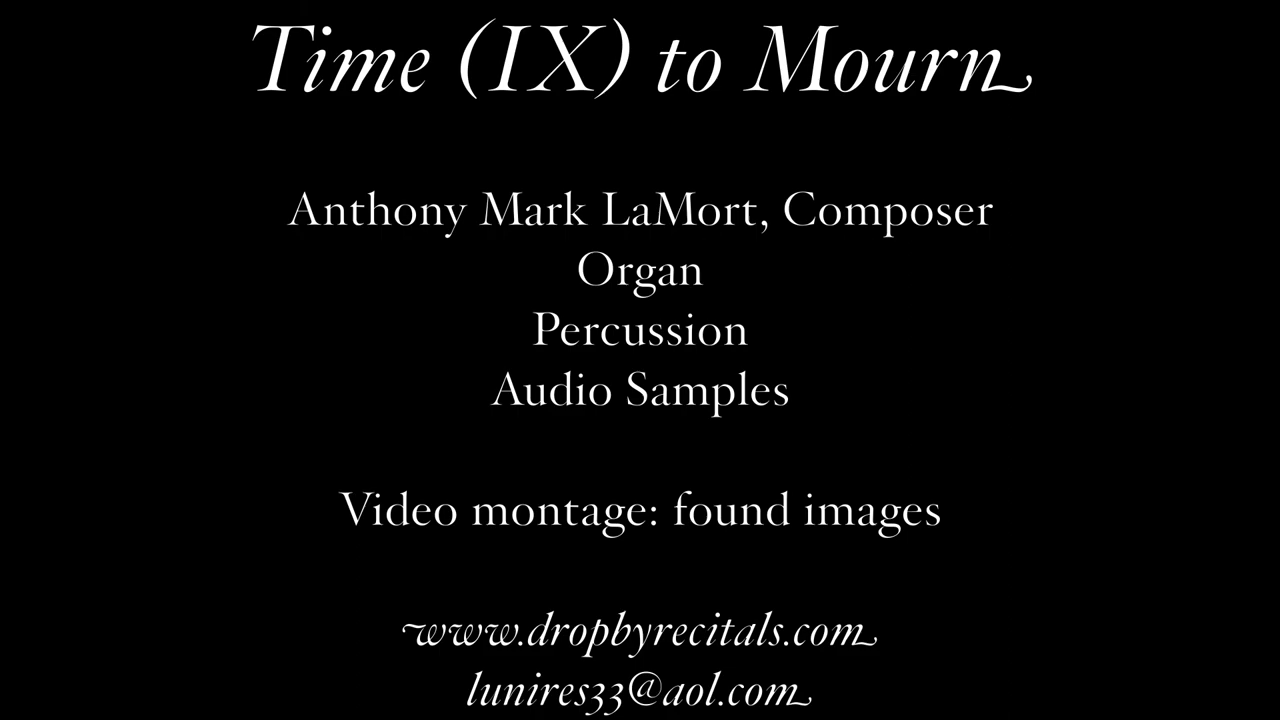 Time (IX) to Mourn
Anthony Mark LaMort, Composer
Organ
Percussion
Audio Samples
Video montage: found images
www.dropbyrecitals.com
lunires33@aol.com